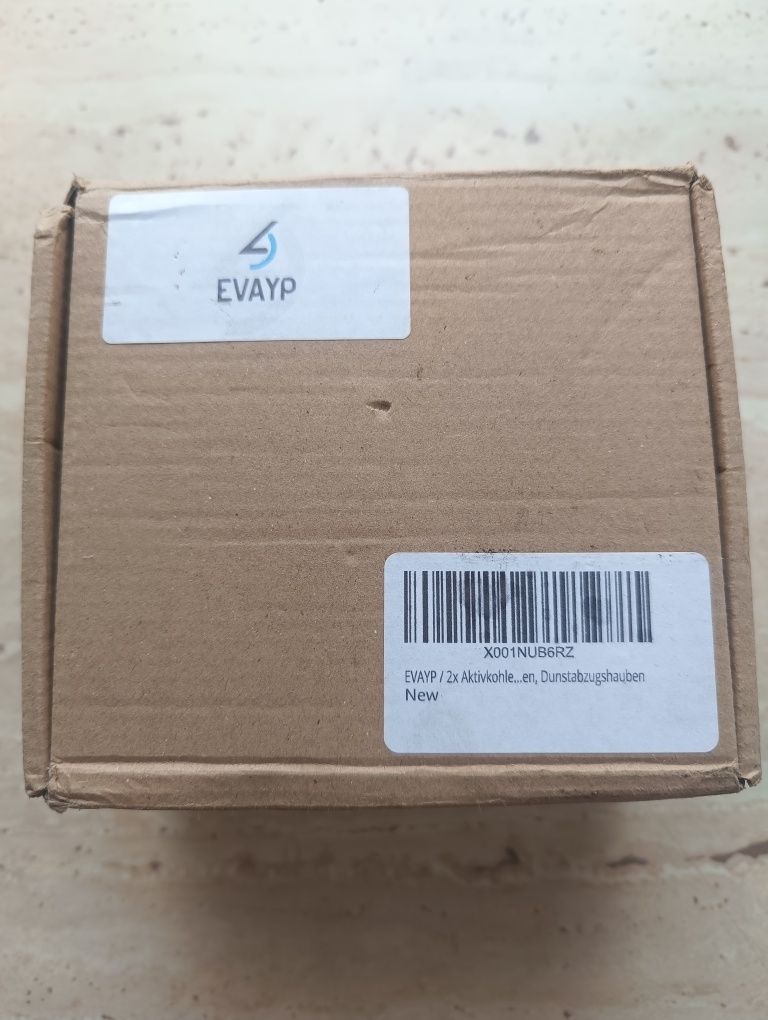 EVAYP
X001NUB6RZ
EVAYP / 2x Aktivkohle...en, Dunstabzugshauben
New